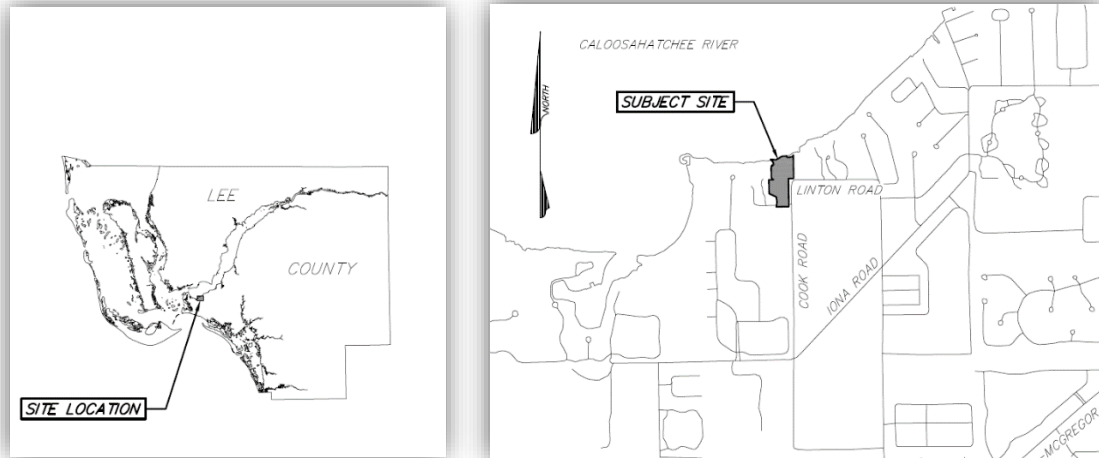 LEE
COUNTY
SITE LOCATION
CALOOSAHATCHEE RIVER
NORTH
SUBJECT SITE
LINTON ROAD
COOK ROAD
IONA ROAD
McGREGOR